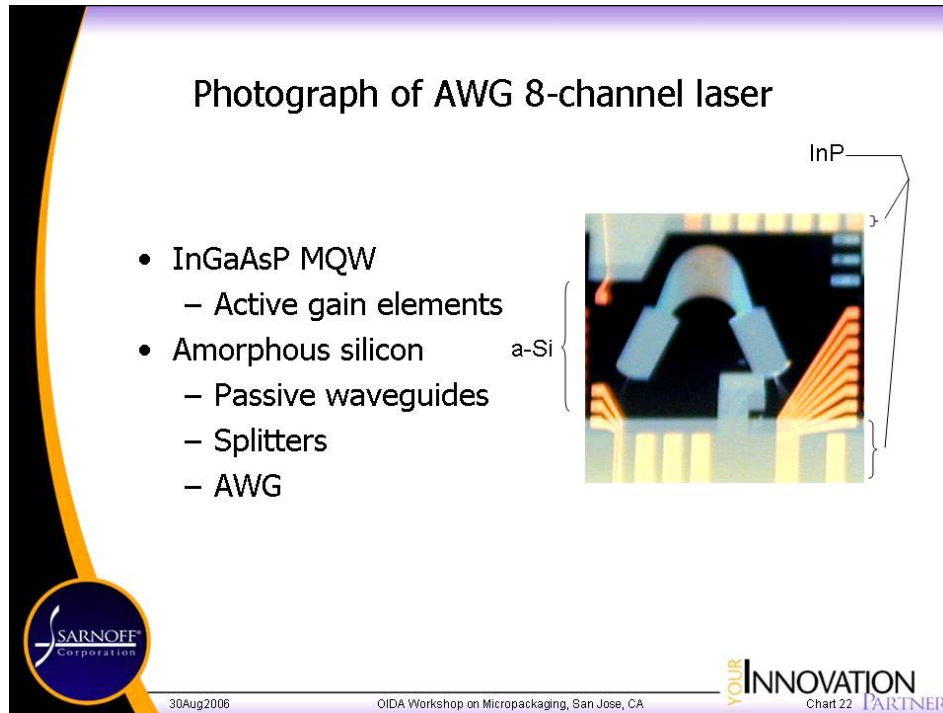 Photograph of AWG 8-channel laser
InP
• InGaAsP MQW
– Active gain elements
• Amorphous silicon
– Passive waveguides
– Splitters
– AWG
a-Si
SARNOFF®
Corporation
30Aug2006
OIDA Workshop on Micropackaging, San Jose, CA
YOUR
INNOVATION
PARTNER
Chart 22